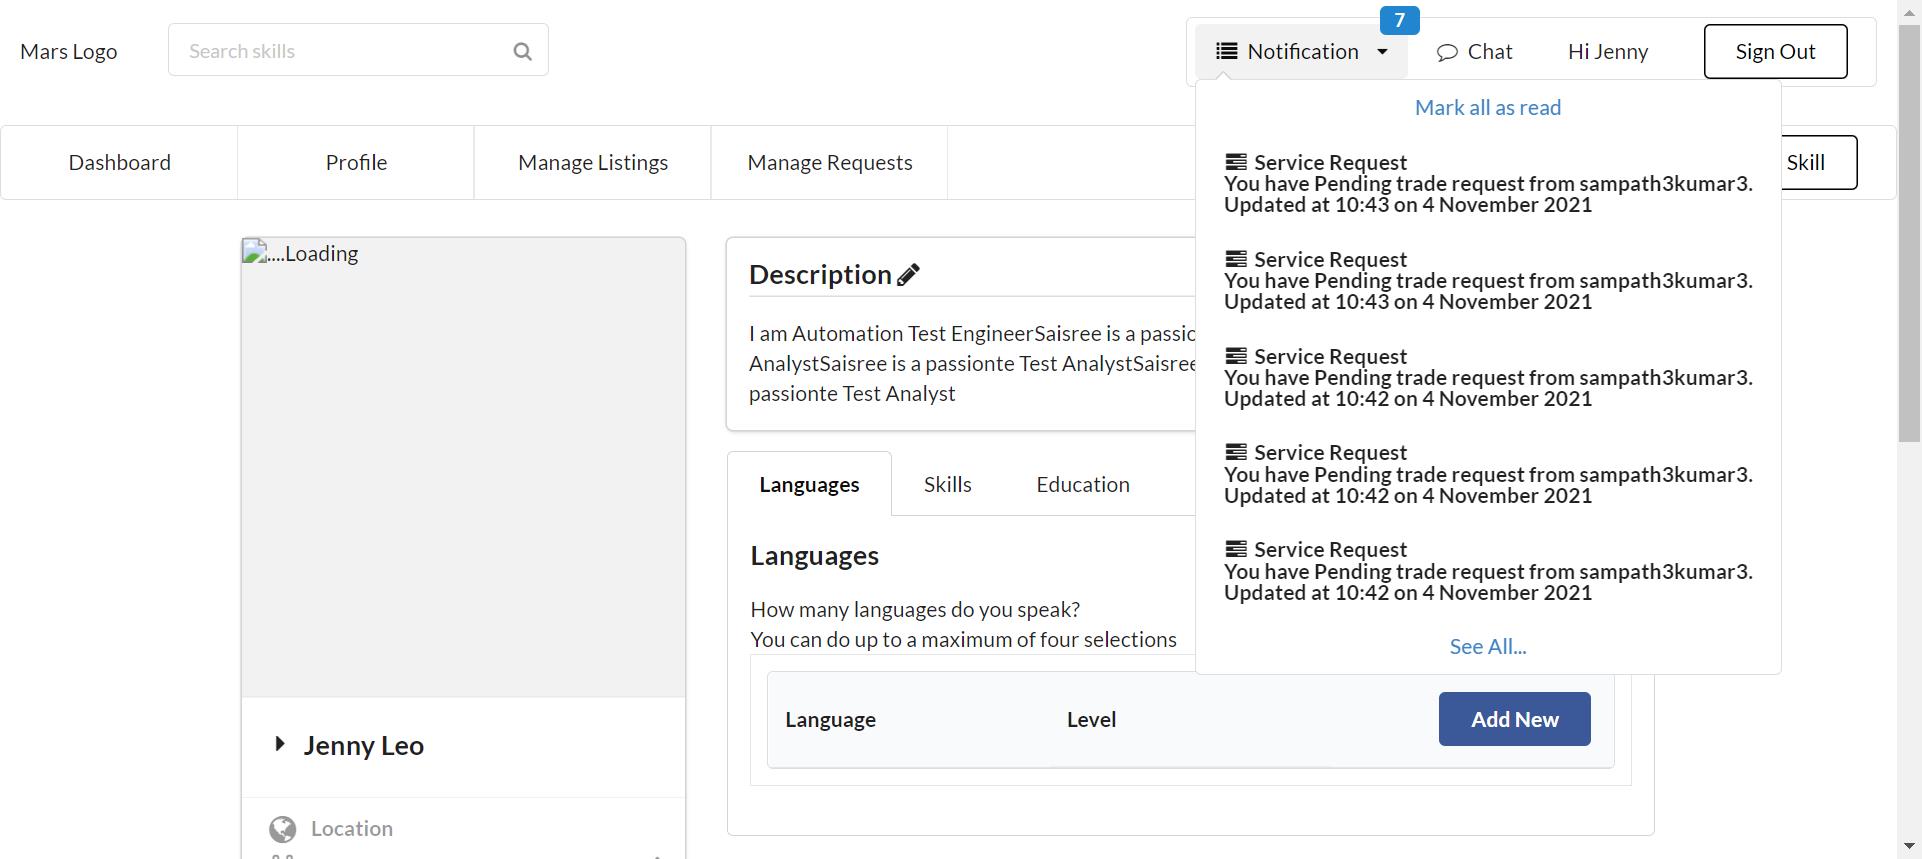 Mars Logo
Search skills
7
Notification
Chat
Hi Jenny
Sign Out
Mark all as read
Dashboard
Profile
Manage Listings
Manage Requests
Skill
Service Request
You have Pending trade request from sampath3kumar3.
Updated at 10:43 on 4 November 2021
Service Request
You have Pending trade request from sampath3kumar3.
Updated at 10:43 on 4 November 2021
Service Request
You have Pending trade request from sampath3kumar3.
Updated at 10:42 on 4 November 2021
Service Request
You have Pending trade request from sampath3kumar3.
Updated at 10:42 on 4 November 2021
Service Request
You have Pending trade request from sampath3kumar3.
Updated at 10:42 on 4 November 2021
See All...
....Loading
Jenny Leo
Location
Description
I am Automation Test EngineerSaisree is a passio
AnalystSaisree is a passionte Test AnalystSaisree
passionte Test Analyst
Languages
Skills
Education
Languages
How many languages do you speak?
You can do up to a maximum of four selections
Language
Level
Add New